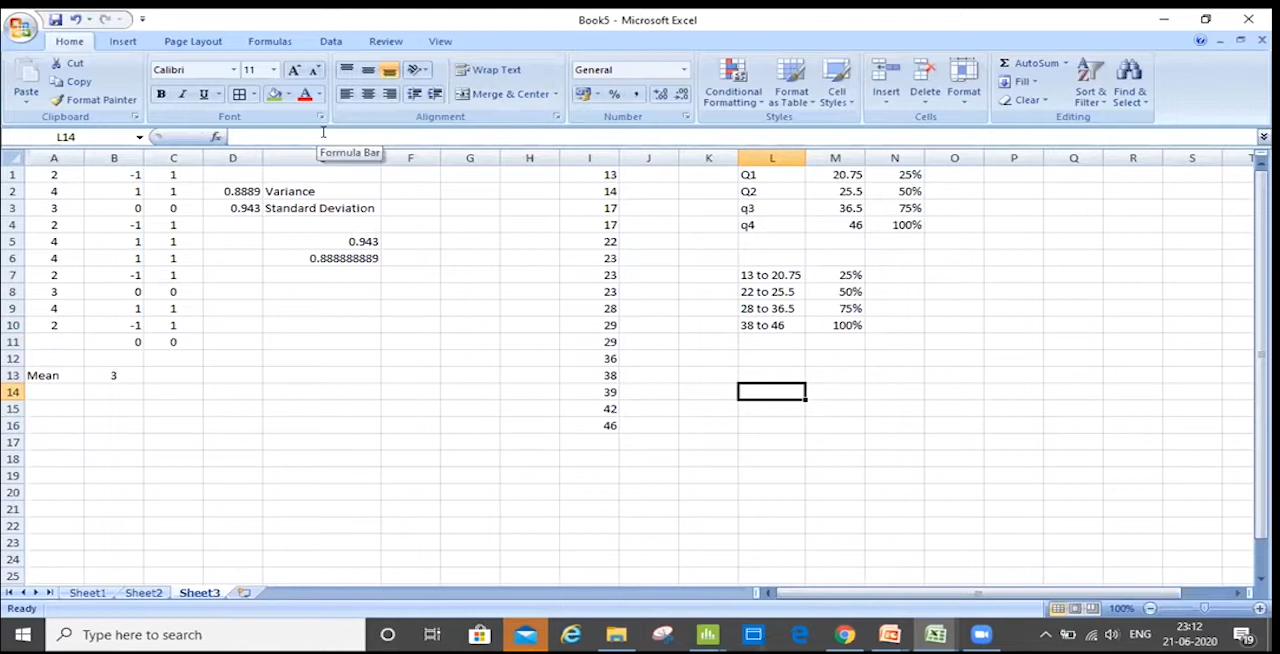 Book5 - Microsoft Excel
Home Insert Page Layout Formulas Data Review View
Cut
Copy
Paste
Format Painter
Clipboard
Calibri 11
B I U A
Font
Wrap Text
Merge & Center
Alignment
General
% ,
Number
Conditional Formatting
Format as Table
Cell Styles
Styles
Insert Delete Format
Cells
Σ AutoSum
Fill
Clear
Sort & Filter
Find & Select
Editing
L14 fx
Formula Bar
A B C D F G H I J K L M N O P Q R S T
1 2 -1 1 13 Q1 20.75 25%
2 4 1 1 0.8889 Variance 14 Q2 25.5 50%
3 3 0 0 0.943 Standard Deviation 17 q3 36.5 75%
4 2 -1 1 17 q4 46 100%
5 4 1 1 0.943 22
6 4 1 1 0.888888889 23
7 2 -1 1 23 13 to 20.75 25%
8 3 0 0 23 22 to 25.5 50%
9 4 1 1 28 28 to 36.5 75%
10 2 -1 1 29 38 to 46 100%
11 0 0 29
12 36
13 Mean 3 38
14 39
15 42
16 46
17
18
19
20
21
22
23
24
25
Sheet1 Sheet2 Sheet3
Ready 100%
Type here to search
ENG
23:12
21-06-2020
19